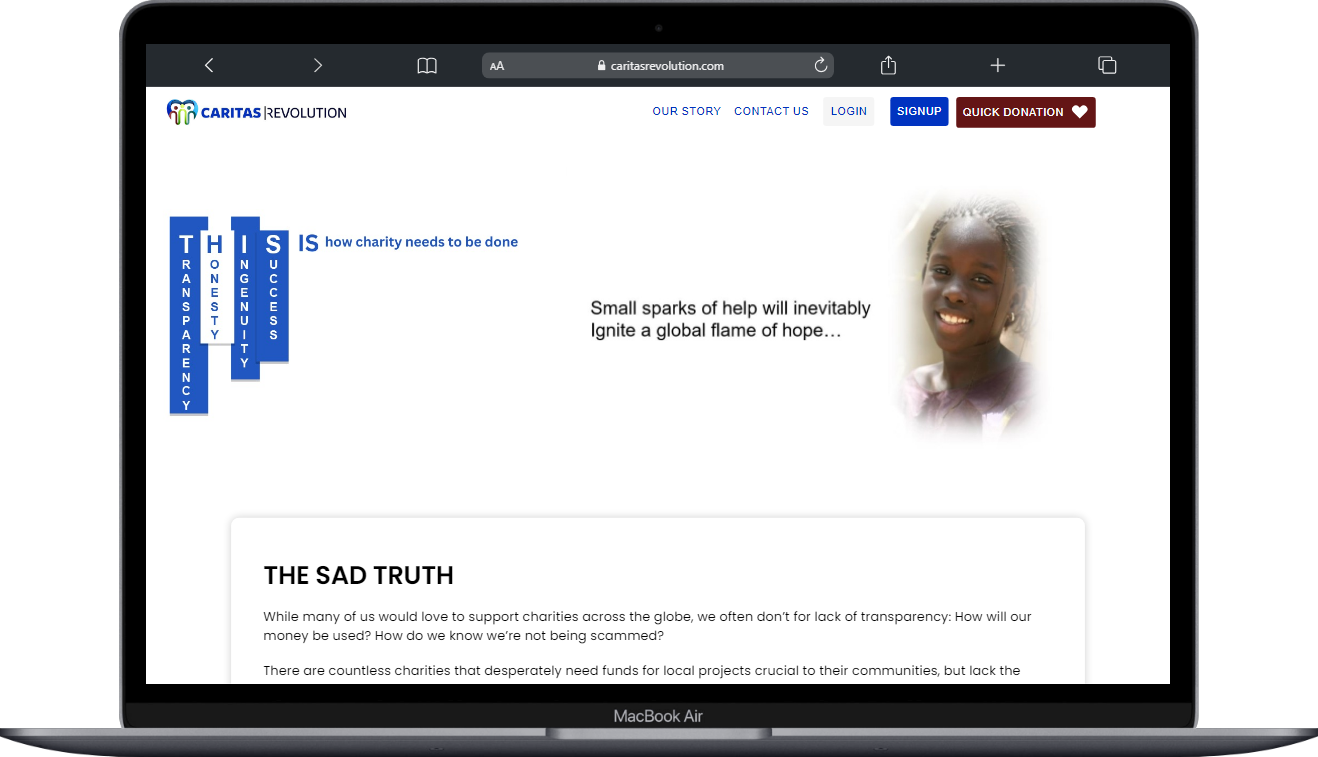 AA
caritasrevolution.com
CARITAS REVOLUTION
OUR STORY
CONTACT US
LOGIN
SIGNUP
QUICK DONATION
TRANSPARENCY
HONESTY
INGENUITY
SUCCESS
IS how charity needs to be done
Small sparks of help will inevitably
Ignite a global flame of hope…
THE SAD TRUTH
While many of us would love to support charities across the globe, we often don’t for lack of transparency: How will our
money be used? How do we know we’re not being scammed?
There are countless charities that desperately need funds for local projects crucial to their communities, but lack the
MacBook Air